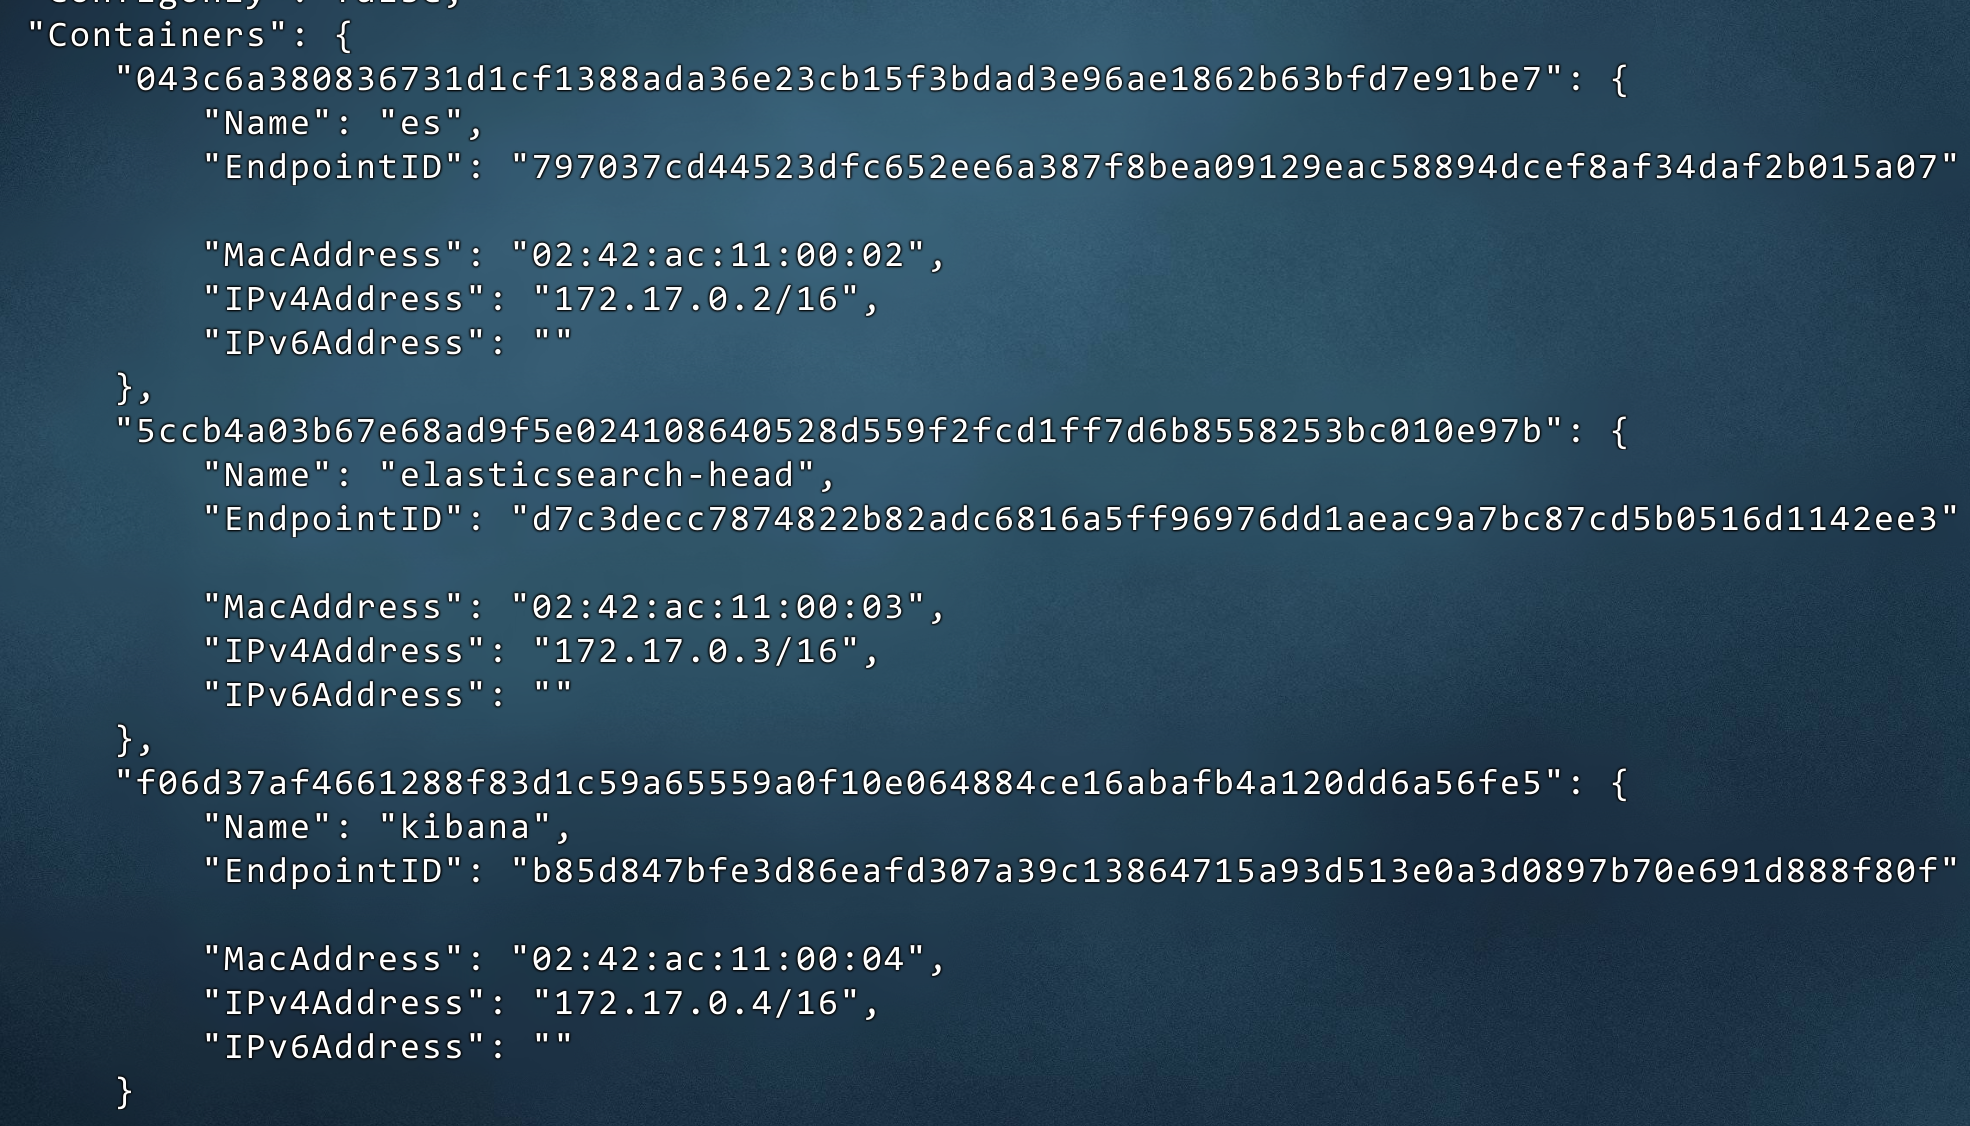 "Containers": {
"043c6a380836731d1cf1388ada36e23cb15f3bdad3e96ae1862b63bfd7e91be7": {
"Name": "es",
"EndpointID": "797037cd44523dfc652ee6a387f8bea09129eac58894dcef8af34daf2b015a07"
"MacAddress": "02:42:ac:11:00:02",
"IPv4Address": "172.17.0.2/16",
"IPv6Address": ""
},
"5ccb4a03b67e68ad9f5e024108640528d559f2fcd1ff7d6b8558253bc010e97b": {
"Name": "elasticsearch-head",
"EndpointID": "d7c3decc7874822b82adc6816a5ff96976dd1aeac9a7bc87cd5b0516d1142ee3"
"MacAddress": "02:42:ac:11:00:03",
"IPv4Address": "172.17.0.3/16",
"IPv6Address": ""
},
"f06d37af4661288f83d1c59a65559a0f10e064884ce16abafb4a120dd6a56fe5": {
"Name": "kibana",
"EndpointID": "b85d847bfe3d86eafd307a39c13864715a93d513e0a3d0897b70e691d888f80f"
"MacAddress": "02:42:ac:11:00:04",
"IPv4Address": "172.17.0.4/16",
"IPv6Address": ""
}